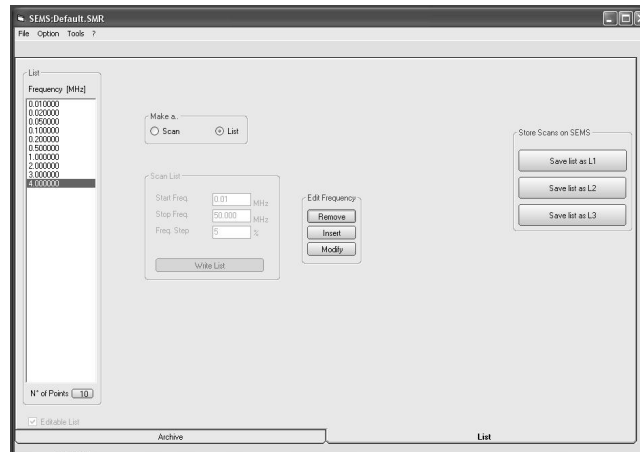 SEMS:Default.SMR
File Option Tools ?
List
Frequency [MHz]
0.010000
0.020000
0.050000
0.100000
0.200000
0.500000
1.000000
2.000000
3.000000
4.000000
N° of Points 10
Editable List
Make a..
Scan List
Scan List
Start Freq. 0.01 MHz
Stop Freq. 50.000 MHz
Freq. Step 5 %
Write List
Edit Frequency
Remove
Insert
Modify
Store Scans on SEMS
Save list as L1
Save list as L2
Save list as L3
Archive List